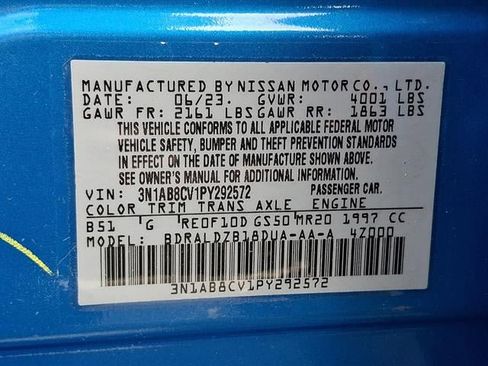 MANUFACTURED BY NISSAN MOTOR CO., LTD.
DATE: 06/23. GVWR: 4001 LBS
GAWR FR: 2161 LBS GAWR RR: 1863 LBS
THIS VEHICLE CONFORMS TO ALL APPLICABLE FEDERAL MOTOR
VEHICLE SAFETY, BUMPER AND THEFT PREVENTION STANDARDS
IN EFFECT ON THE DATE OF MANUFACTURE SHOWN ABOVE.
SEE OWNER'S MANUAL FOR ADDITIONAL INFORMATION
VIN: 3N1AB8CV1PY292572 PASSENGER CAR.
COLOR TRIM TRANS AXLE ENGINE
B51 G RE0F10D GS50 MR20 1997 CC
MODEL: BDRALDZB18DUA-AA-A 4Z000
3N1AB8CV1PY292572